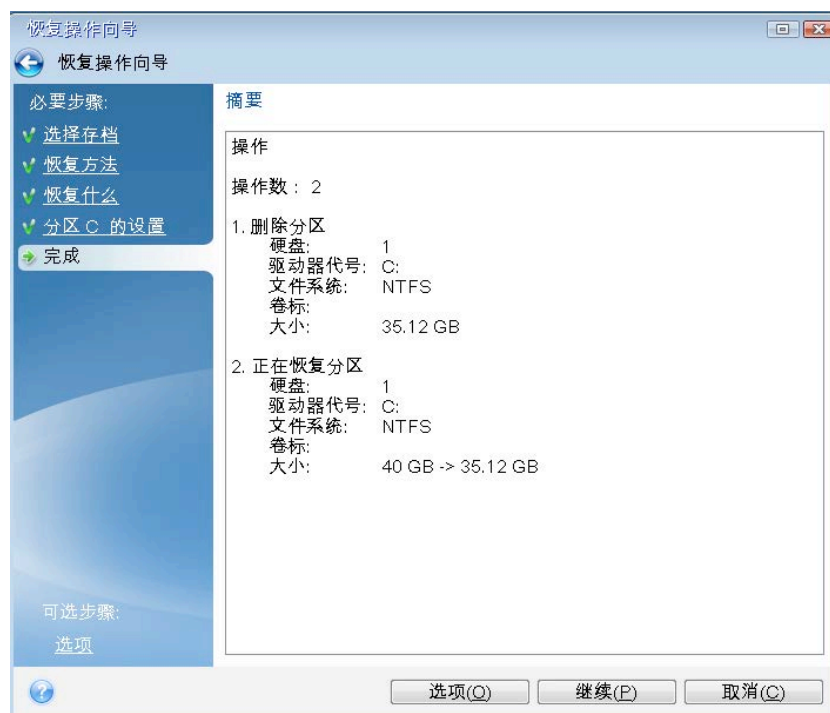 恢复操作向导
恢复操作向导
必要步骤:
选择存档
恢复方法
恢复什么
分区 C 的设置
完成
可选步骤:
选项
摘要
操作
操作数 : 2
1. 删除分区
硬盘: 1
驱动器代号: C:
文件系统: NTFS
卷标:
大小: 35.12 GB
2. 正在恢复分区
硬盘: 1
驱动器代号: C:
文件系统: NTFS
卷标:
大小: 40 GB -> 35.12 GB
选项(O) 继续(P) 取消(C)